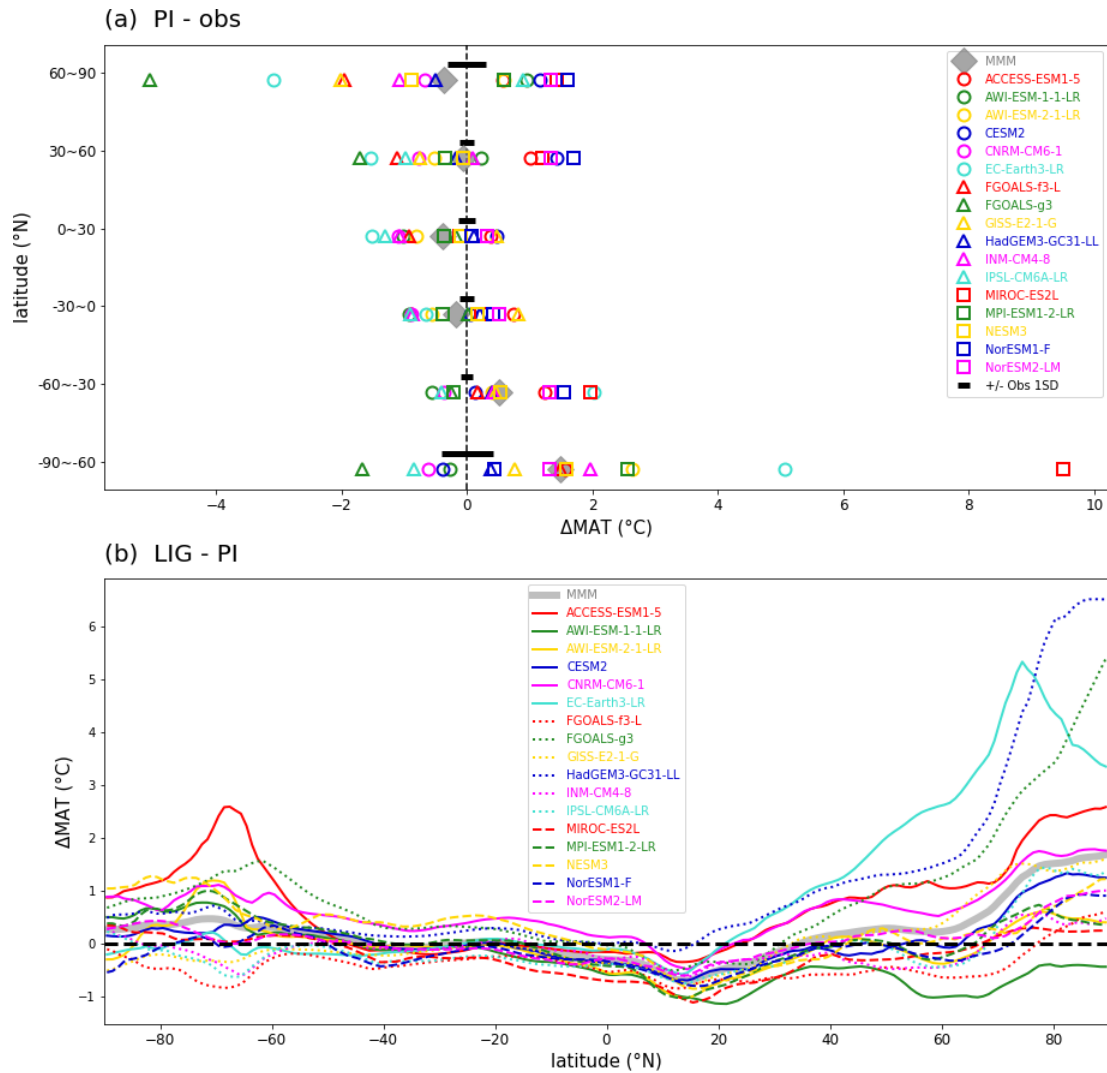 (a) PI - obs
60~90
30~60
0~30
-30~0
-60~-30
-90~-60
latitude (°N)
MMM
ACCESS-ESM1-5
AWI-ESM-1-1-LR
AWI-ESM-2-1-LR
CESM2
CNRM-CM6-1
EC-Earth3-LR
FGOALS-f3-L
FGOALS-g3
GISS-E2-1-G
HadGEM3-GC31-LL
INM-CM4-8
IPSL-CM6A-LR
MIROC-ES2L
MPI-ESM1-2-LR
NESM3
NorESM1-F
NorESM2-LM
+/- Obs 1SD
−4 −2 0 2 4 6 8 10
ΔMAT (°C)
(b) LIG - PI
6
5
4
3
2
1
0
−1
ΔMAT (°C)
MMM
ACCESS-ESM1-5
AWI-ESM-1-1-LR
AWI-ESM-2-1-LR
CESM2
CNRM-CM6-1
EC-Earth3-LR
FGOALS-f3-L
FGOALS-g3
GISS-E2-1-G
HadGEM3-GC31-LL
INM-CM4-8
IPSL-CM6A-LR
MIROC-ES2L
MPI-ESM1-2-LR
NESM3
NorESM1-F
NorESM2-LM
−80 −60 −40 −20 0 20 40 60 80
latitude (°N)